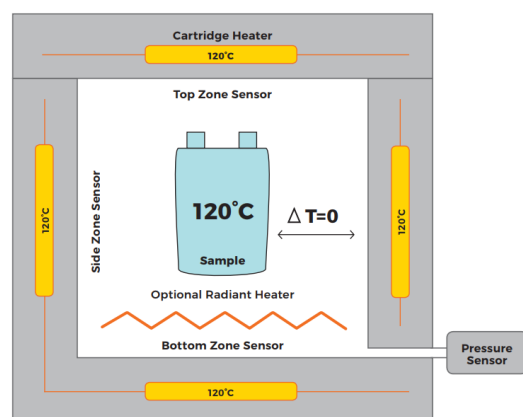 Cartridge Heater
120°C
Top Zone Sensor
120°C
Side Zone Sensor
120°C
Sample
Δ T=0
120°C
Optional Radiant Heater
Bottom Zone Sensor
Pressure
Sensor
120°C